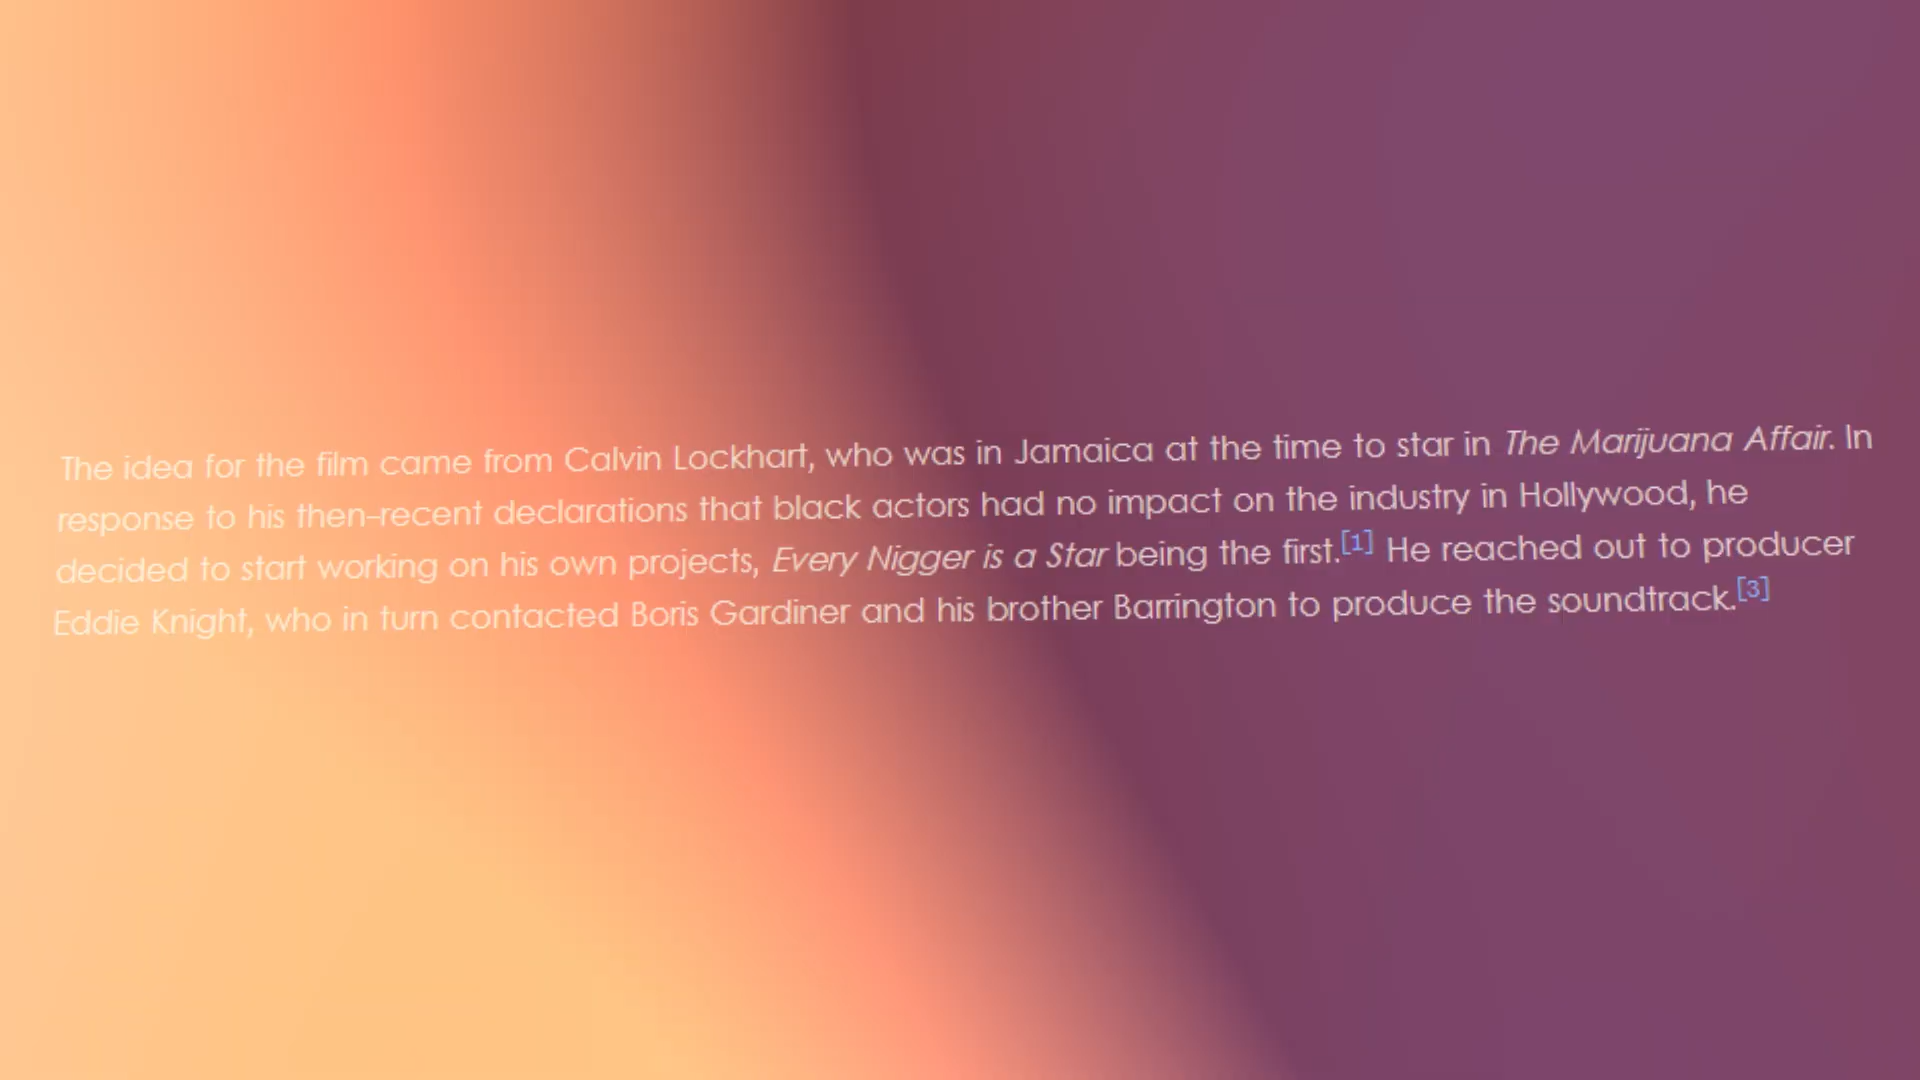 The idea for the film came from Calvin Lockhart, who was in Jamaica at the time to star in The Marijuana Affair. In
response to his then-recent declarations that black actors had no impact on the industry in Hollywood, he
decided to start working on his own projects, Every Nigger is a Star being the first.[1] He reached out to producer
Eddie Knight, who in turn contacted Boris Gardiner and his brother Barrington to produce the soundtrack.[3]